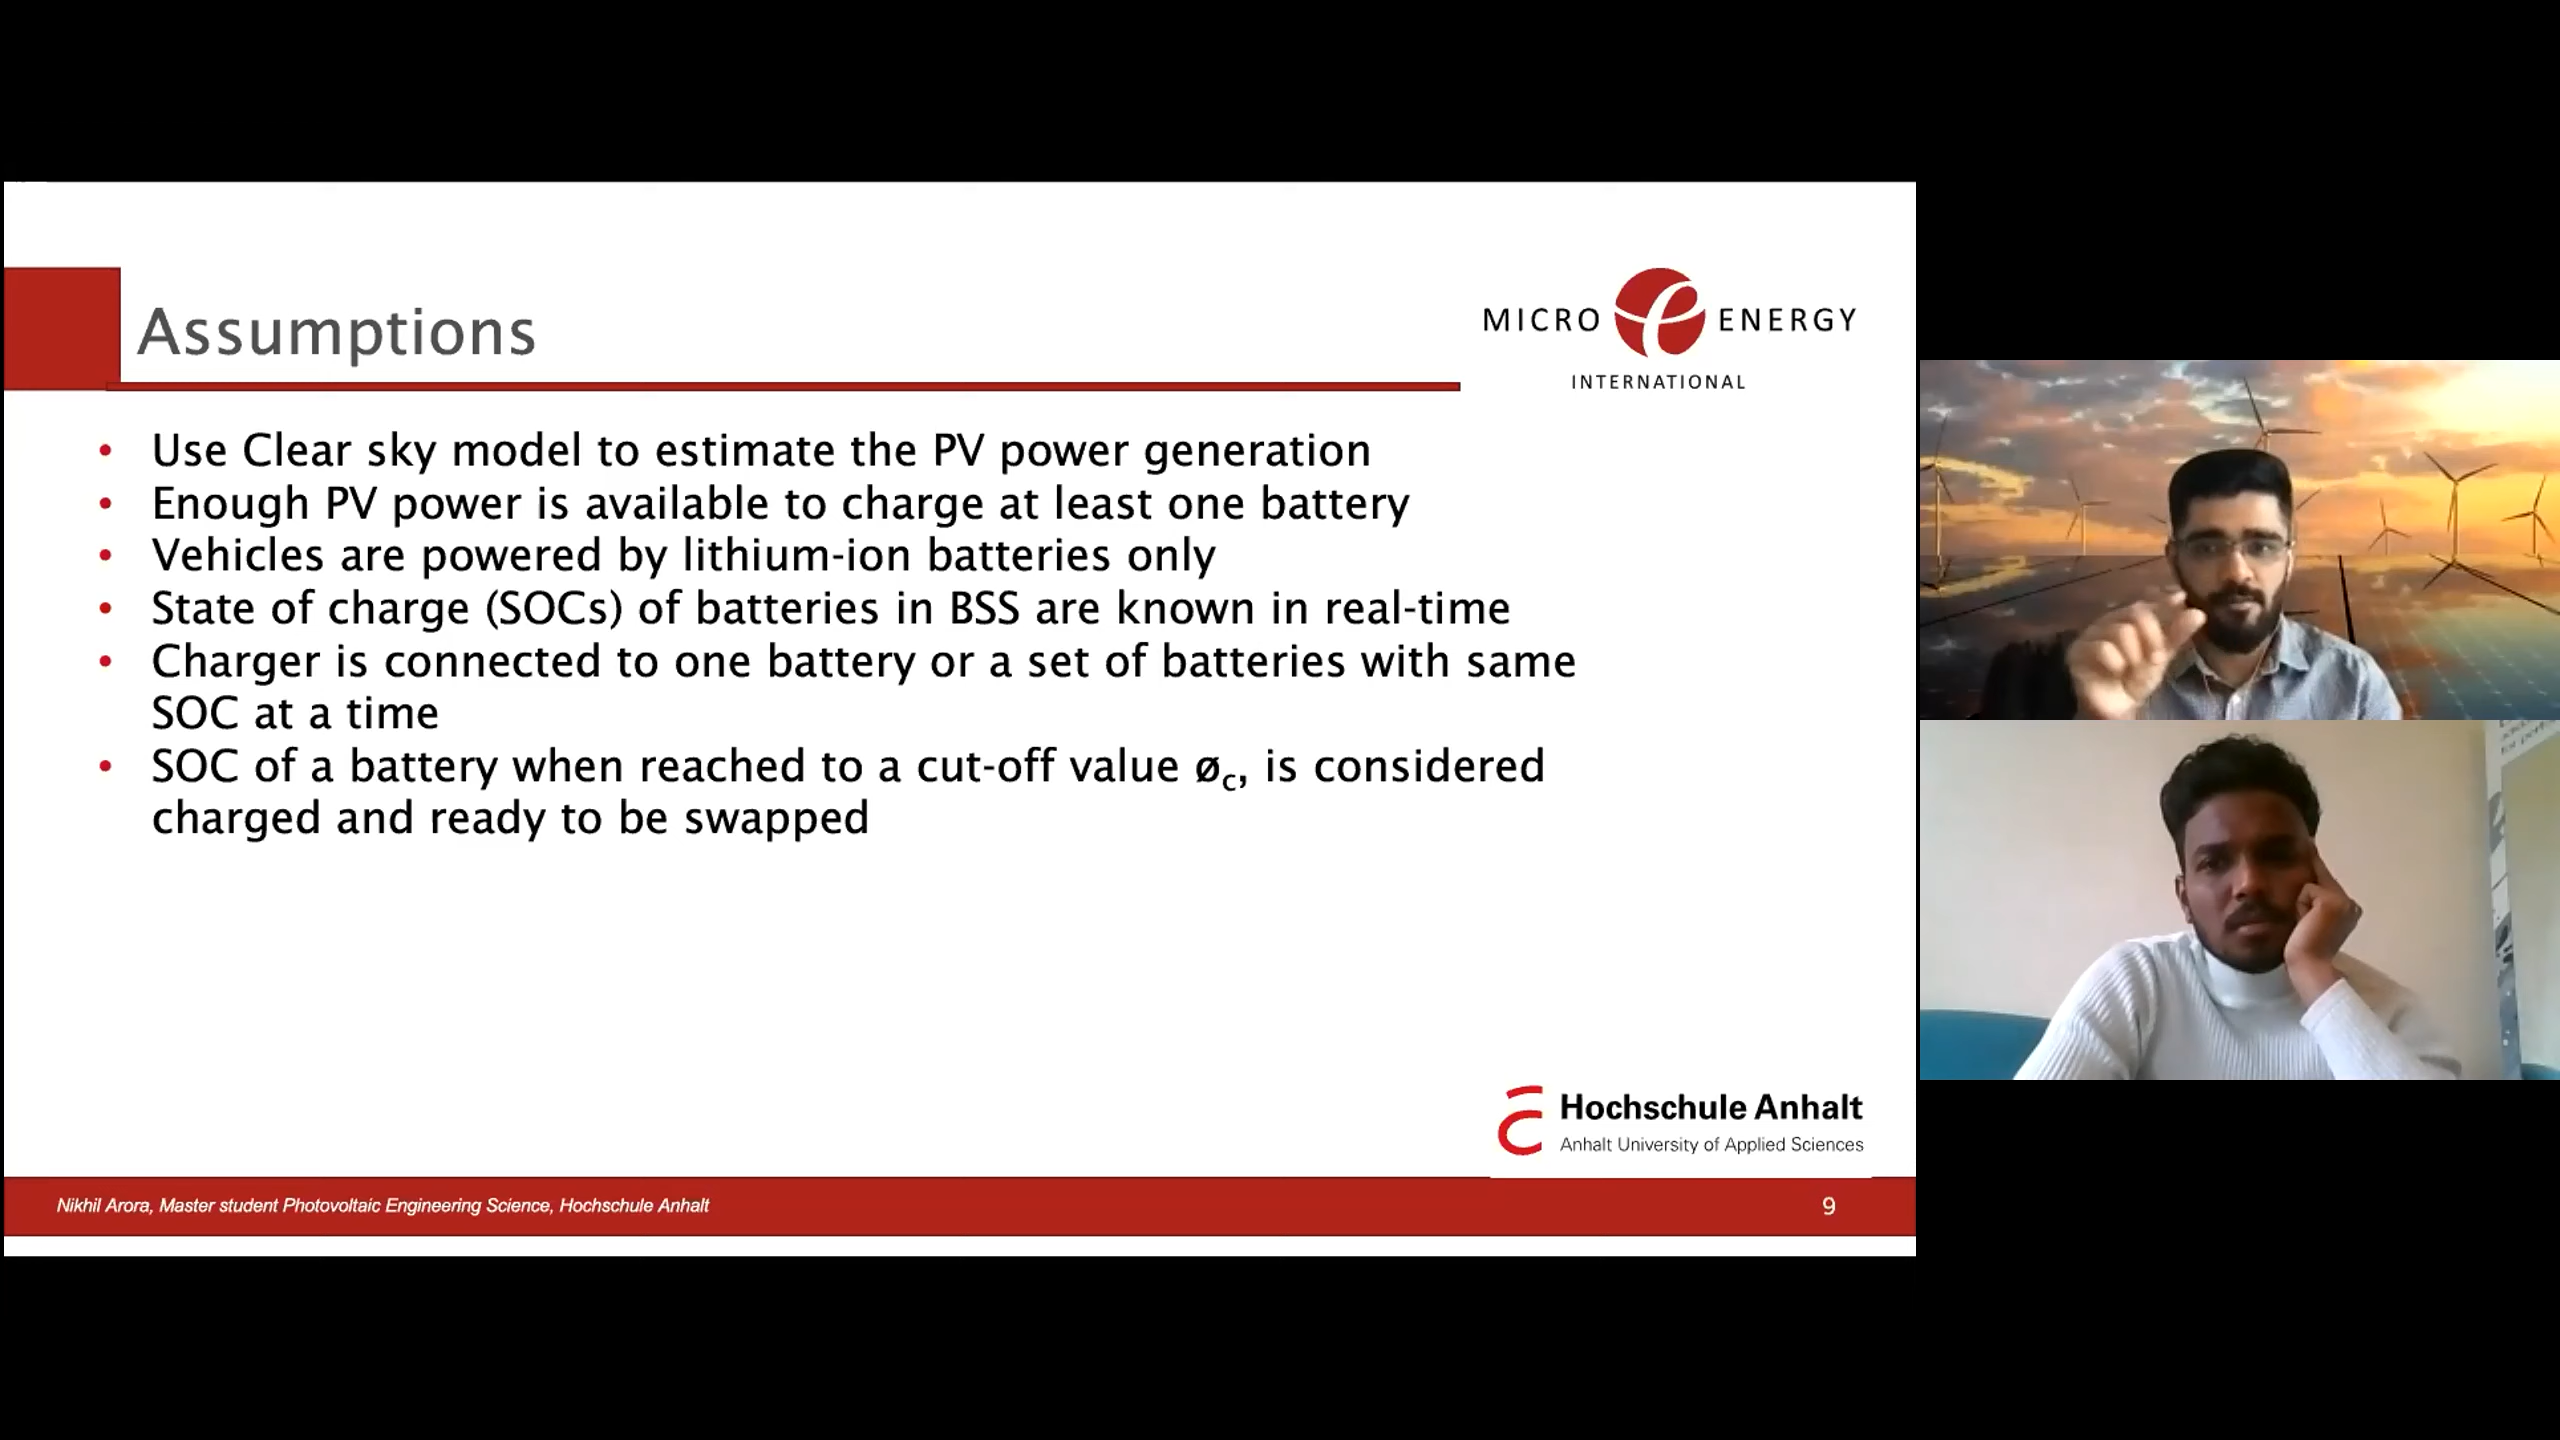 Assumptions
MICRO ENERGY
INTERNATIONAL
• Use Clear sky model to estimate the PV power generation
• Enough PV power is available to charge at least one battery
• Vehicles are powered by lithium-ion batteries only
• State of charge (SOCs) of batteries in BSS are known in real-time
• Charger is connected to one battery or a set of batteries with same
SOC at a time
• SOC of a battery when reached to a cut-off value øc, is considered
charged and ready to be swapped
Hochschule Anhalt
Anhalt University of Applied Sciences
Nikhil Arora, Master student Photovoltaic Engineering Science, Hochschule Anhalt
9